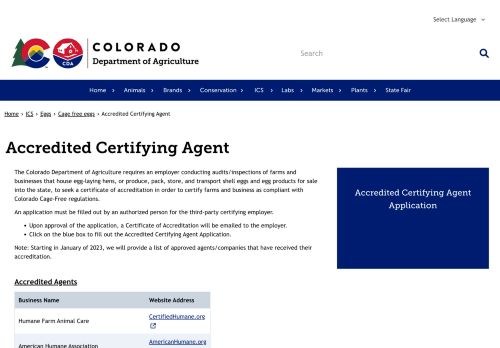 Select Language
COLORADO
Department of Agriculture
CO
CDA
Search
Home Animals Brands Conservation ICS Labs Markets Plants State Fair
Home › ICS › Eggs › Cage free eggs › Accredited Certifying Agent
Accredited Certifying Agent
The Colorado Department of Agriculture requires an employer conducting audits/inspections of farms and
businesses that house egg-laying hens, or produce, pack, store, and transport shell eggs and egg products for sale
into the state, to seek a certificate of accreditation in order to certify farms and business as compliant with
Colorado Cage-Free regulations.
An application must be filled out by an authorized person for the third-party certifying employer.
Upon approval of the application, a Certificate of Accreditation will be emailed to the employer.
Click on the blue box to fill out the Accredited Certifying Agent Application.
Note: Starting in January of 2023, we will provide a list of approved agents/companies that have received their
accreditation.
Accredited Certifying Agent
Application
Accredited Agents
Business Name Website Address
Humane Farm Animal Care CertifiedHumane.org
American Humane Association AmericanHumane.org